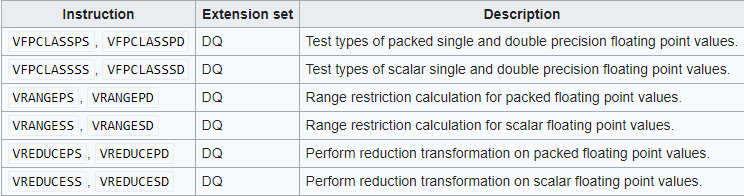 Instruction Extension set Description
VFPCLASSPS , VFPCLASSPD DQ Test types of packed single and double precision floating point values.
VFPCLASSSS , VFPCLASSSD DQ Test types of scalar single and double precision floating point values.
VRANGEPS , VRANGEPD DQ Range restriction calculation for packed floating point values.
VRANGESS , VRANGESD DQ Range restriction calculation for scalar floating point values.
VREDUCEPS , VREDUCEPD DQ Perform reduction transformation on packed floating point values.
VREDUCESS , VREDUCESD DQ Perform reduction transformation on scalar floating point values.